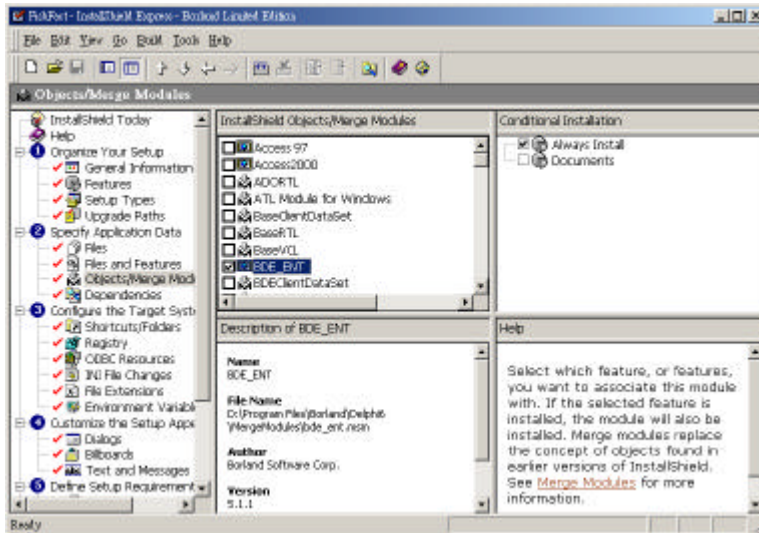 FishFact - InstallShield Express - Borland Limited Edition
File Edit View Go Build Tools Help
Objects/Merge Modules
InstallShield Today
Help
1 Organize Your Setup
General Information
Features
Setup Types
Upgrade Paths
2 Specify Application Data
Files
Files and Features
Objects/Merge Mod
Dependencies
3 Configure the Target Syst
Shortcuts/Folders
Registry
ODBC Resources
INI File Changes
File Extensions
Environment Variabl
4 Customize the Setup Appe
Dialogs
Billboards
Text and Messages
5 Define Setup Requirement
InstallShield Objects/Merge Modules
Access 97
Access2000
ADORTL
ATL Module for Windows
BaseClientDataSet
BaseRTL
BaseVCL
BDE_ENT
BDEClientDataSet
Conditional Installation
Always Install
Documents
Description of BDE_ENT
Name
BDE_ENT
File Name
D:\Program Files\Borland\Delphi6
\MergeModules\bde_ent.msm
Author
Borland Software Corp.
Version
5.1.1
Help
Select which feature, or features,
you want to associate this module
with. If the selected feature is
installed, the module will also be
installed. Merge modules replace
the concept of objects found in
earlier versions of InstallShield.
See Merge Modules for more
information.
Ready